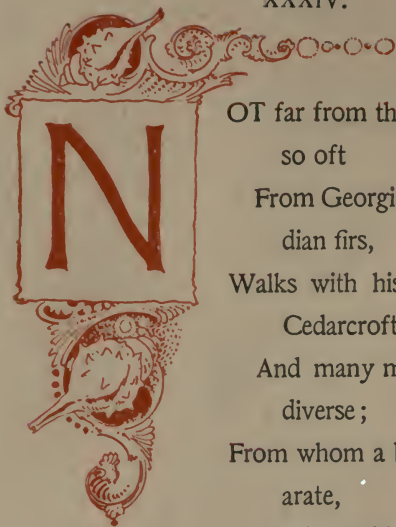 XXXIV.
NOT far from th
so oft
From Georgi
dian firs,
Walks with his
Cedarcroft
And many m
diverse;
From whom a l
arate,